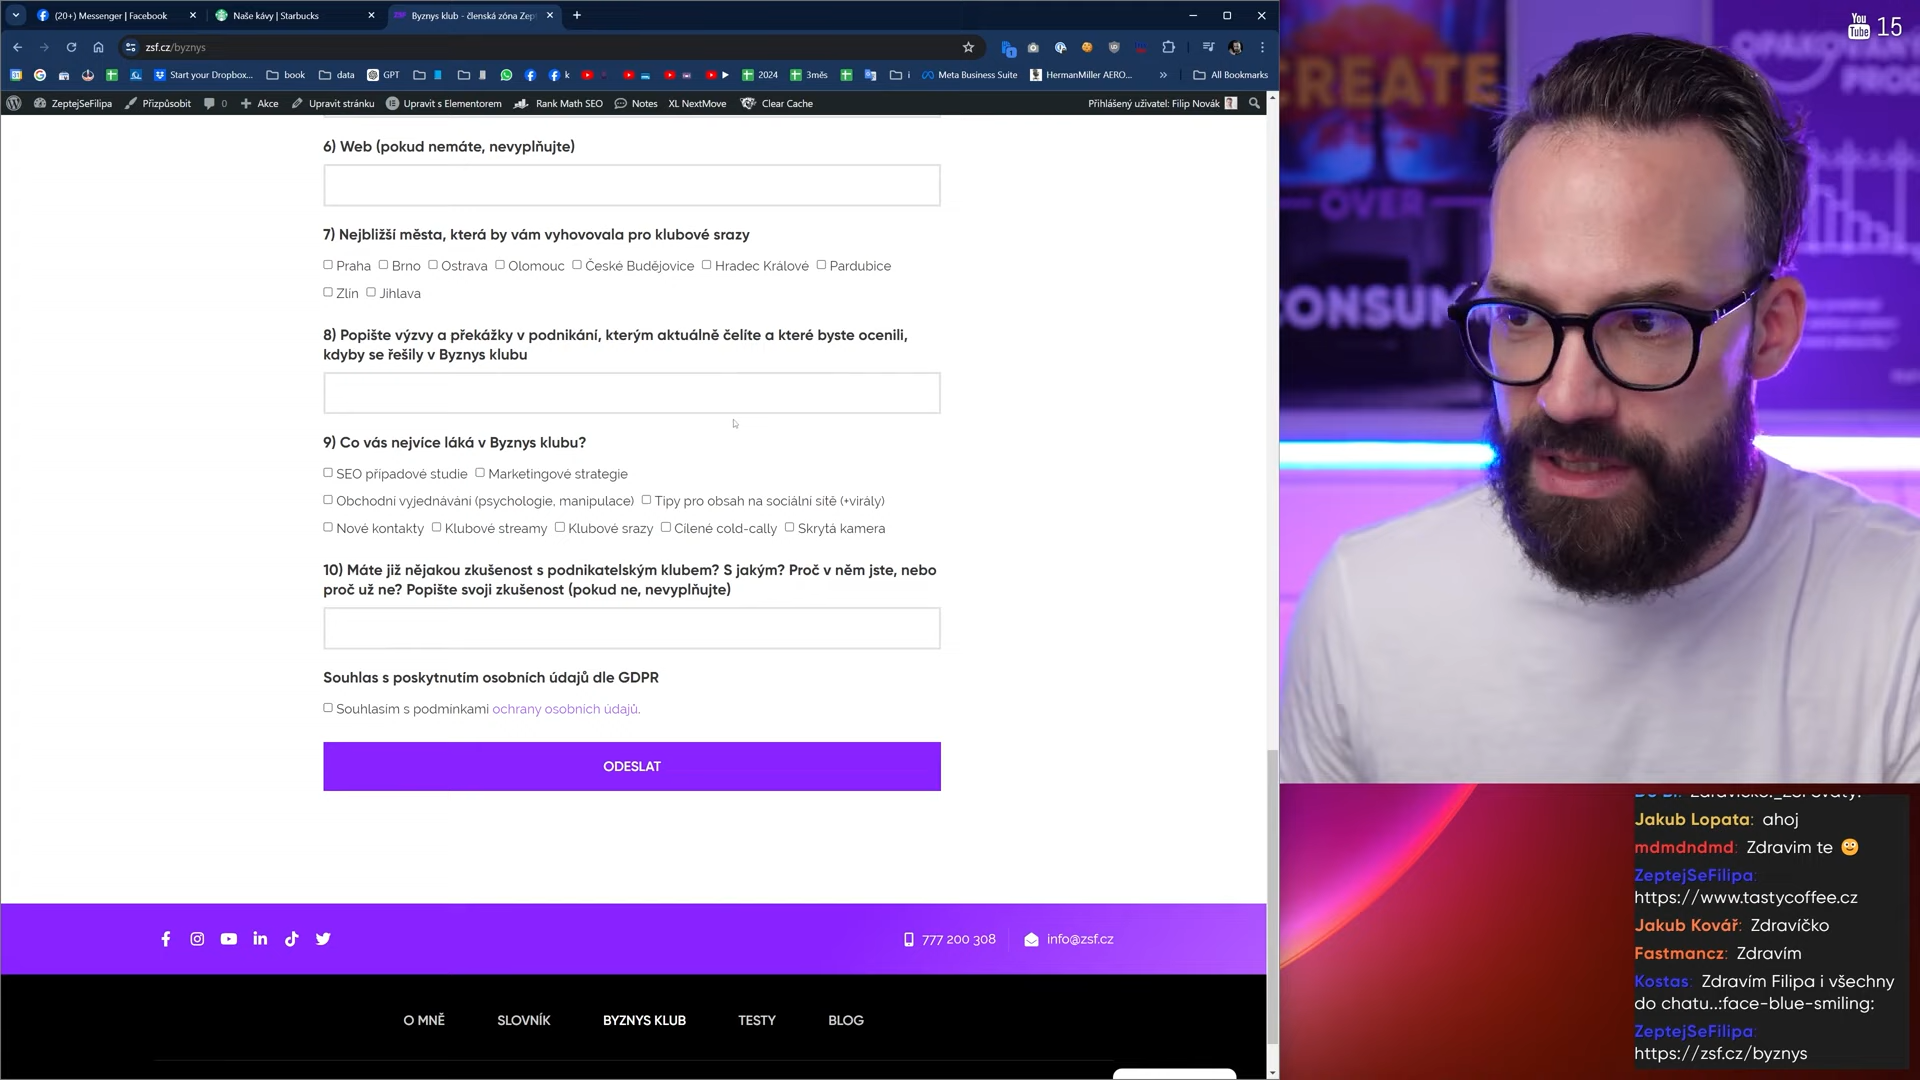 (20+) Messenger | Facebook
Naše kávy | Starbucks
Byznys klub - členská zóna Zept
zsf.cz/byznys
Start your Dropbox...
book
data
GPT
k
2024
3měs
i
Meta Business Suite
HermanMiller AERO...
All Bookmarks
ZeptejSeFilipa
Přizpůsobit
0
Akce
Upravit stránku
Upravit s Elementorem
Rank Math SEO
Notes
XL NextMove
Clear Cache
Přihlášený uživatel: Filip Novák
6) Web (pokud nemáte, nevyplňujte)
7) Nejbližší města, která by vám vyhovovala pro klubové srazy
Praha Brno Ostrava Olomouc České Budějovice Hradec Králové Pardubice
Zlín Jihlava
8) Popište výzvy a překážky v podnikání, kterým aktuálně čelíte a které byste ocenili,
kdyby se řešily v Byznys klubu
9) Co vás nejvíce láká v Byznys klubu?
SEO případové studie Marketingové strategie
Obchodní vyjednávání (psychologie, manipulace) Tipy pro obsah na sociální sítě (+virály)
Nové kontakty Klubové streamy Klubové srazy Cílené cold-cally Skrytá kamera
10) Máte již nějakou zkušenost s podnikatelským klubem? S jakým? Proč v něm jste, nebo
proč už ne? Popište svoji zkušenost (pokud ne, nevyplňujte)
Souhlas s poskytnutím osobních údajů dle GDPR
Souhlasím s podmínkami ochrany osobních údajů.
ODESLAT
777 200 308
info@zsf.cz
O MNĚ
SLOVNÍK
BYZNYS KLUB
TESTY
BLOG
You
Tube
15
CREATE
OVER
CONSUM
Jakub Lopata: ahoj
mdmdndmd: Zdravim te
ZeptejSeFilipa:
https://www.tastycoffee.cz
Jakub Kovář: Zdravíčko
Fastmancz: Zdravím
Kostas: Zdravím Filipa i všechny
do chatu..:face-blue-smiling:
ZeptejSeFilipa:
https://zsf.cz/byznys